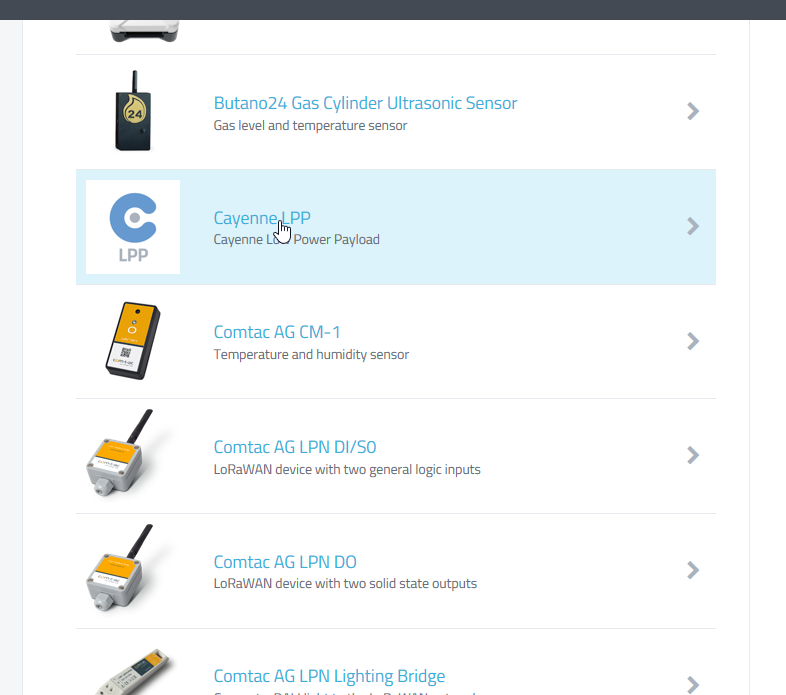 Butano24 Gas Cylinder Ultrasonic Sensor
24
Gas level and temperature sensor
Cayenne LPP
Cayenne Low Power Payload
LPP
Comtac AG CM-1
Temperature and humidity sensor
Comtac AG LPN DI/S0
LoRaWAN device with two general logic inputs
Comtac AG LPN DO
LoRaWAN device with two solid state outputs
Comtac AG LPN Lighting Bridge